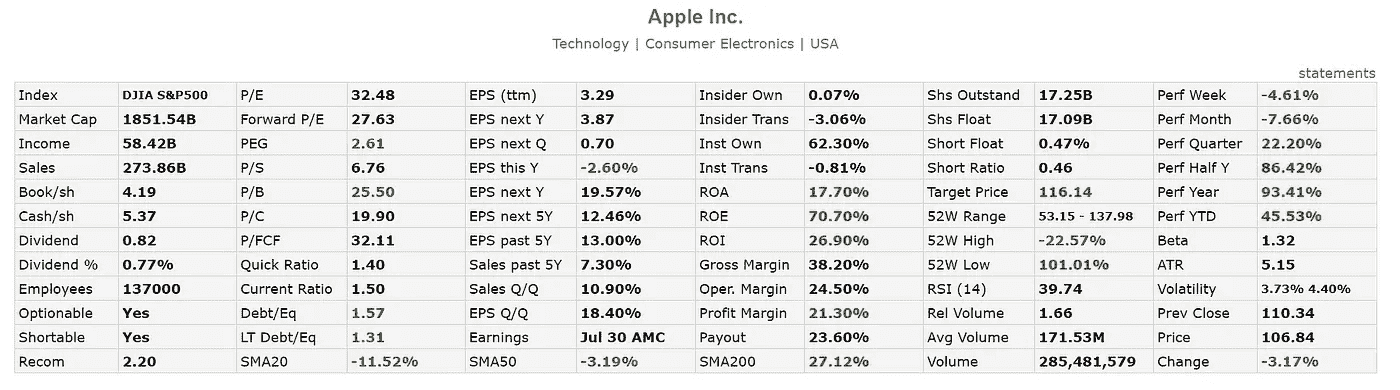 Apple Inc.
Technology | Consumer Electronics | USA
statements
Index DJIA S&P500 P/E 32.48 EPS (ttm) 3.29 Insider Own 0.07% Shs Outstand 17.25B Perf Week -4.61%
Market Cap 1851.54B Forward P/E 27.63 EPS next Y 3.87 Insider Trans -3.06% Shs Float 17.09B Perf Month -7.66%
Income 58.42B PEG 2.61 EPS next Q 0.70 Inst Own 62.30% Short Float 0.47% Perf Quarter 22.20%
Sales 273.86B P/S 6.76 EPS this Y -2.60% Inst Trans -0.81% Short Ratio 0.46 Perf Half Y 86.42%
Book/sh 4.19 P/B 25.50 EPS next Y 19.57% ROA 17.70% Target Price 116.14 Perf Year 93.41%
Cash/sh 5.37 P/C 19.90 EPS next 5Y 12.46% ROE 70.70% 52W Range 53.15 - 137.98 Perf YTD 45.53%
Dividend 0.82 P/FCF 32.11 EPS past 5Y 13.00% ROI 26.90% 52W High -22.57% Beta 1.32
Dividend % 0.77% Quick Ratio 1.40 Sales past 5Y 7.30% Gross Margin 38.20% 52W Low 101.01% ATR 5.15
Employees 137000 Current Ratio 1.50 Sales Q/Q 10.90% Oper. Margin 24.50% RSI (14) 39.74 Volatility 3.73% 4.40%
Optionable Yes Debt/Eq 1.57 EPS Q/Q 18.40% Profit Margin 21.30% Rel Volume 1.66 Prev Close 110.34
Shortable Yes LT Debt/Eq 1.31 Earnings Jul 30 AMC Payout 23.60% Avg Volume 171.53M Price 106.84
Recom 2.20 SMA20 -11.52% SMA50 -3.19% SMA200 27.12% Volume 285,481,579 Change -3.17%